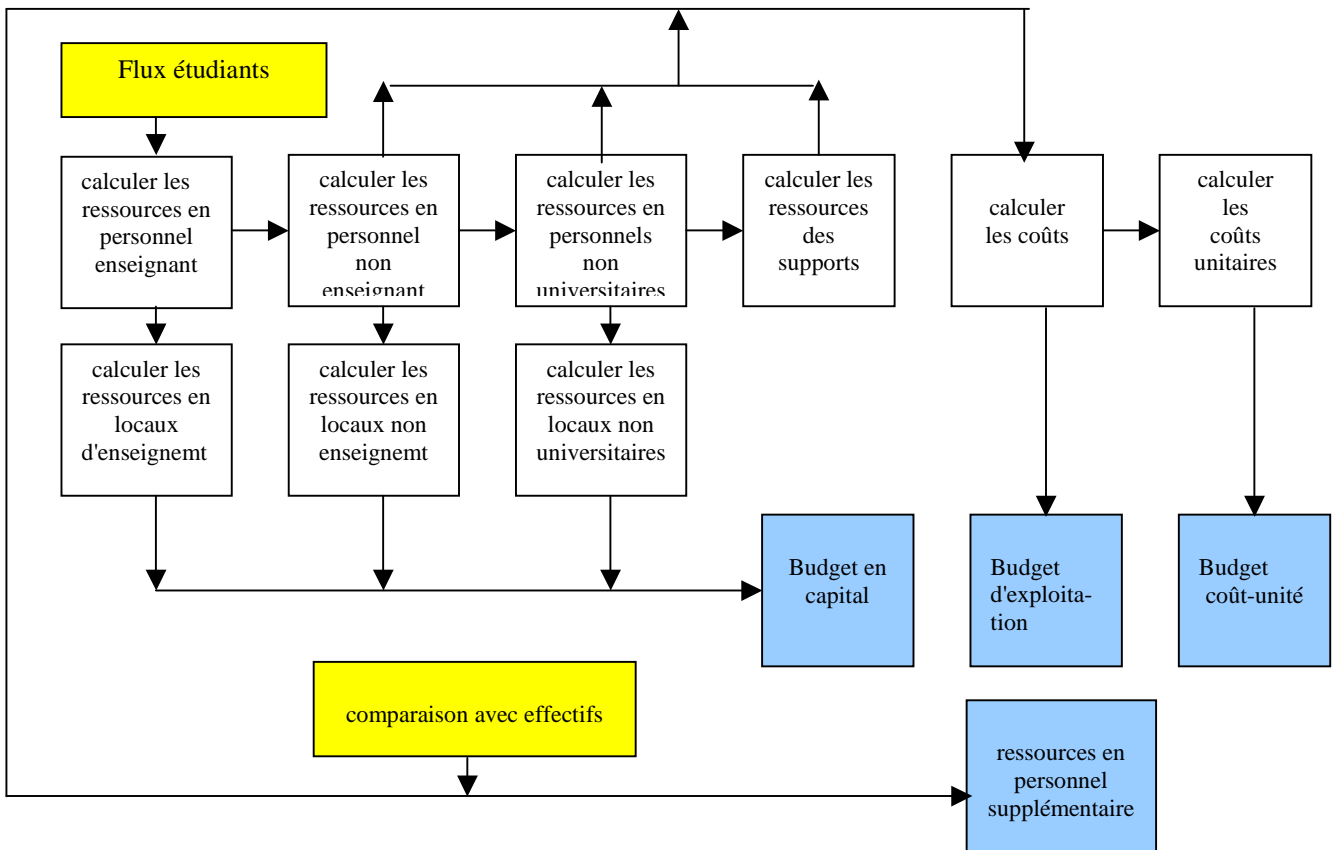 Flux étudiants
calculer les
ressources en
personnel
enseignant
calculer les
ressources en
personnel
non
enseignant
calculer les
ressources en
personnels
non
universitaires
calculer les
ressources
des
supports
calculer
les coûts
calculer
les
coûts
unitaires
calculer les
ressources en
locaux
d'enseignemt
calculer les
ressources en
locaux non
enseignemt
calculer les
ressources en
locaux non
universitaires
Budget en
capital
Budget
d'exploita-
tion
Budget
coût-unité
comparaison avec effectifs
ressources en
personnel
supplémentaire